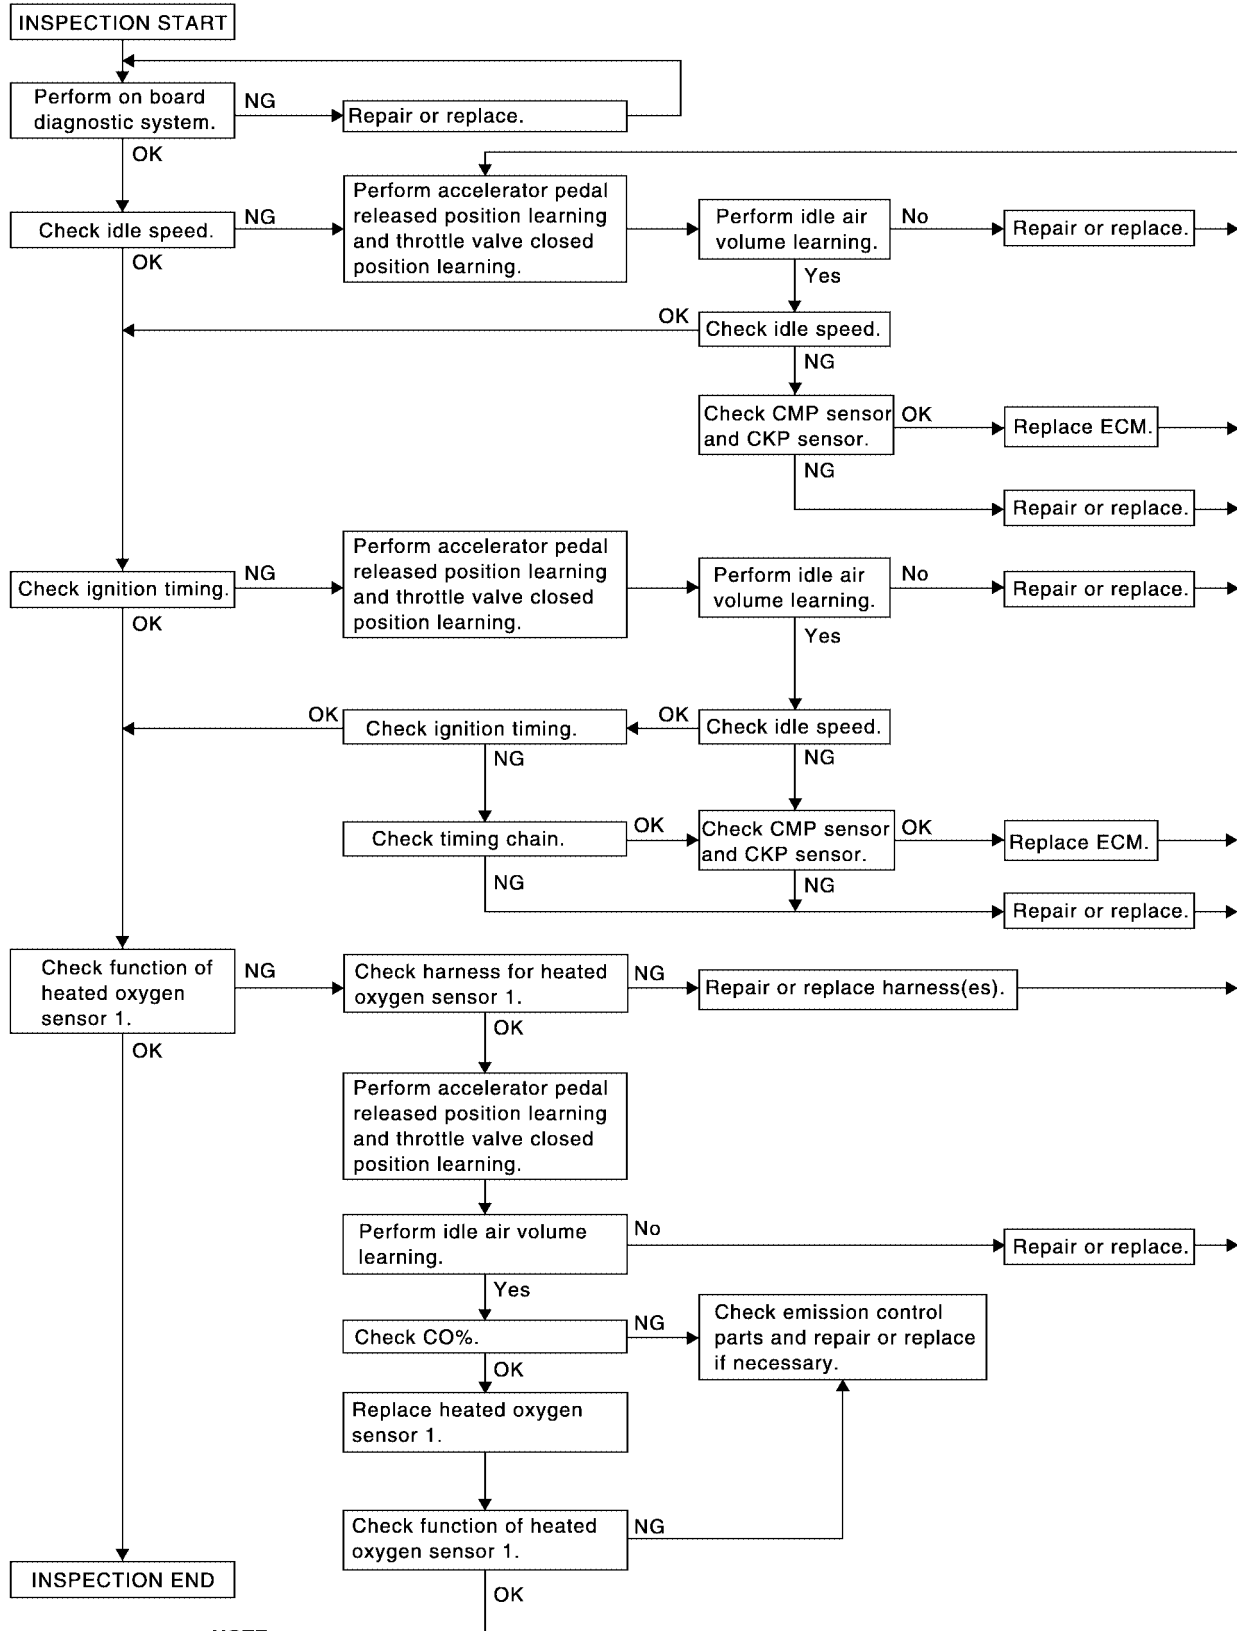 INSPECTION START
Perform on board
diagnostic system.
NG
Repair or replace.
OK
Check idle speed.
NG
Perform accelerator pedal
released position learning
and throttle valve closed
position learning.
Perform idle air
volume learning.
No
Repair or replace.
OK
Yes
OK
Check idle speed.
NG
Check CMP sensor
and CKP sensor.
OK
Replace ECM.
NG
Repair or replace.
Check ignition timing.
NG
Perform accelerator pedal
released position learning
and throttle valve closed
position learning.
Perform idle air
volume learning.
No
Repair or replace.
OK
Yes
OK
Check ignition timing.
OK
Check idle speed.
NG
NG
Check timing chain.
OK
Check CMP sensor
and CKP sensor.
OK
Replace ECM.
NG
NG
Repair or replace.
Check function of
heated oxygen
sensor 1.
NG
Check harness for heated
oxygen sensor 1.
NG
Repair or replace harness(es).
OK
OK
Perform accelerator pedal
released position learning
and throttle valve closed
position learning.
Perform idle air volume
learning.
No
Repair or replace.
Yes
Check CO%.
NG
Check emission control
parts and repair or replace
if necessary.
OK
Replace heated oxygen
sensor 1.
Check function of heated
oxygen sensor 1.
NG
INSPECTION END
OK